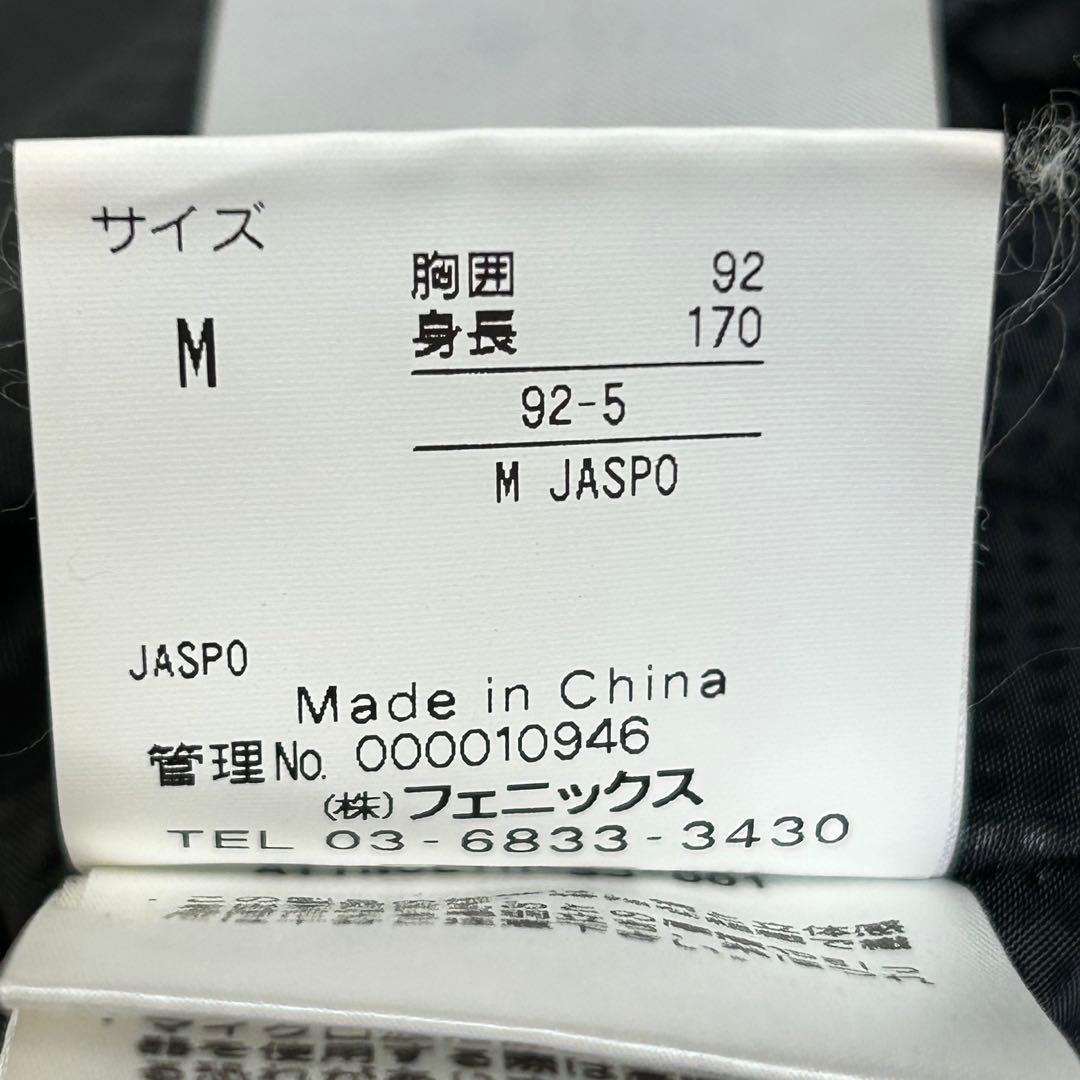 サイズ
M
胸囲 92
身長 170
92-5
M JASPO
JASPO
Made in China
管理No. 000010946
(株)フェニックス
TEL 03-6833-3430